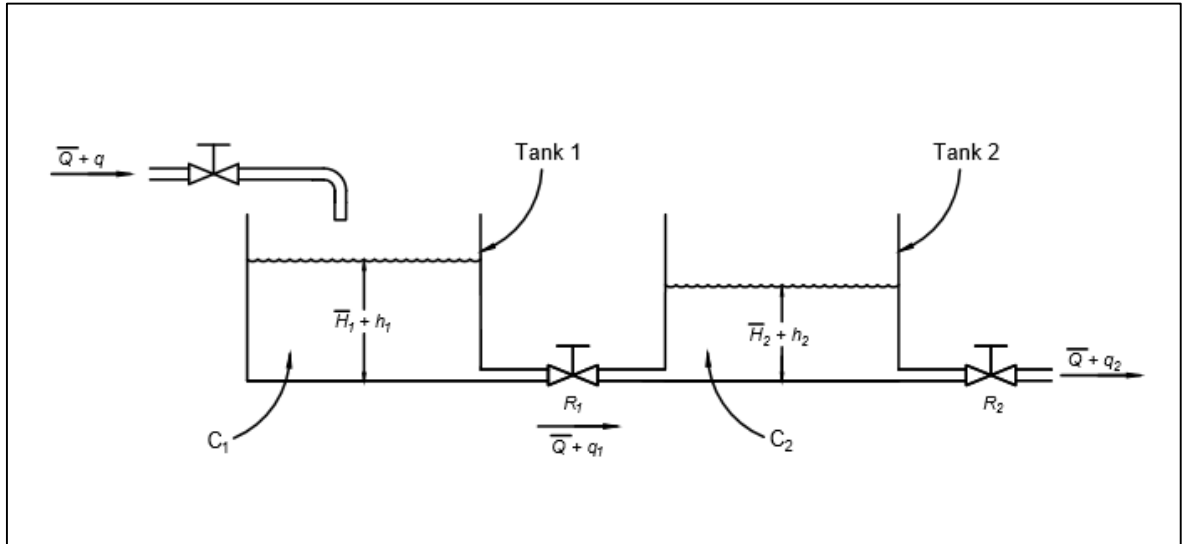 Tank 1
Tank 2
Q̅ + q
H̅₁ + h₁
H̅₂ + h₂
Q̅ + q₂
R₁
R₂
Q̅ + q₁
C₁
C₂